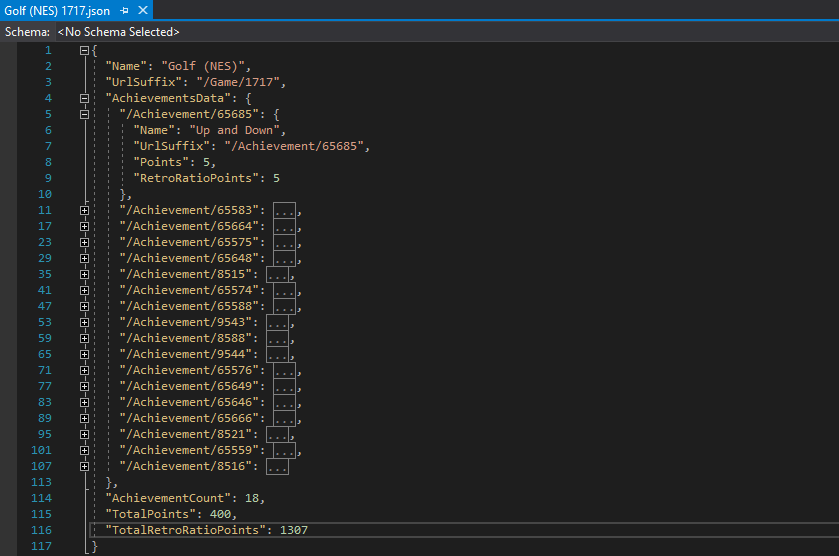 Golf (NES) 1717.json
Schema: <No Schema Selected>
1 {
2 "Name": "Golf (NES)",
3 "UrlSuffix": "/Game/1717",
4 "AchievementsData": {
5 "/Achievement/65685": {
6 "Name": "Up and Down",
7 "UrlSuffix": "/Achievement/65685",
8 "Points": 5,
9 "RetroRatioPoints": 5
10 },
11 "/Achievement/65583": ...,
17 "/Achievement/65664": ...,
23 "/Achievement/65575": ...,
29 "/Achievement/65648": ...,
35 "/Achievement/8515": ...,
41 "/Achievement/65574": ...,
47 "/Achievement/65588": ...,
53 "/Achievement/9543": ...,
59 "/Achievement/8588": ...,
65 "/Achievement/9544": ...,
71 "/Achievement/65576": ...,
77 "/Achievement/65649": ...,
83 "/Achievement/65646": ...,
89 "/Achievement/65666": ...,
95 "/Achievement/8521": ...,
101 "/Achievement/65559": ...,
107 "/Achievement/8516": ...
113 },
114 "AchievementCount": 18,
115 "TotalPoints": 400,
116 "TotalRetroRatioPoints": 1307
117 }